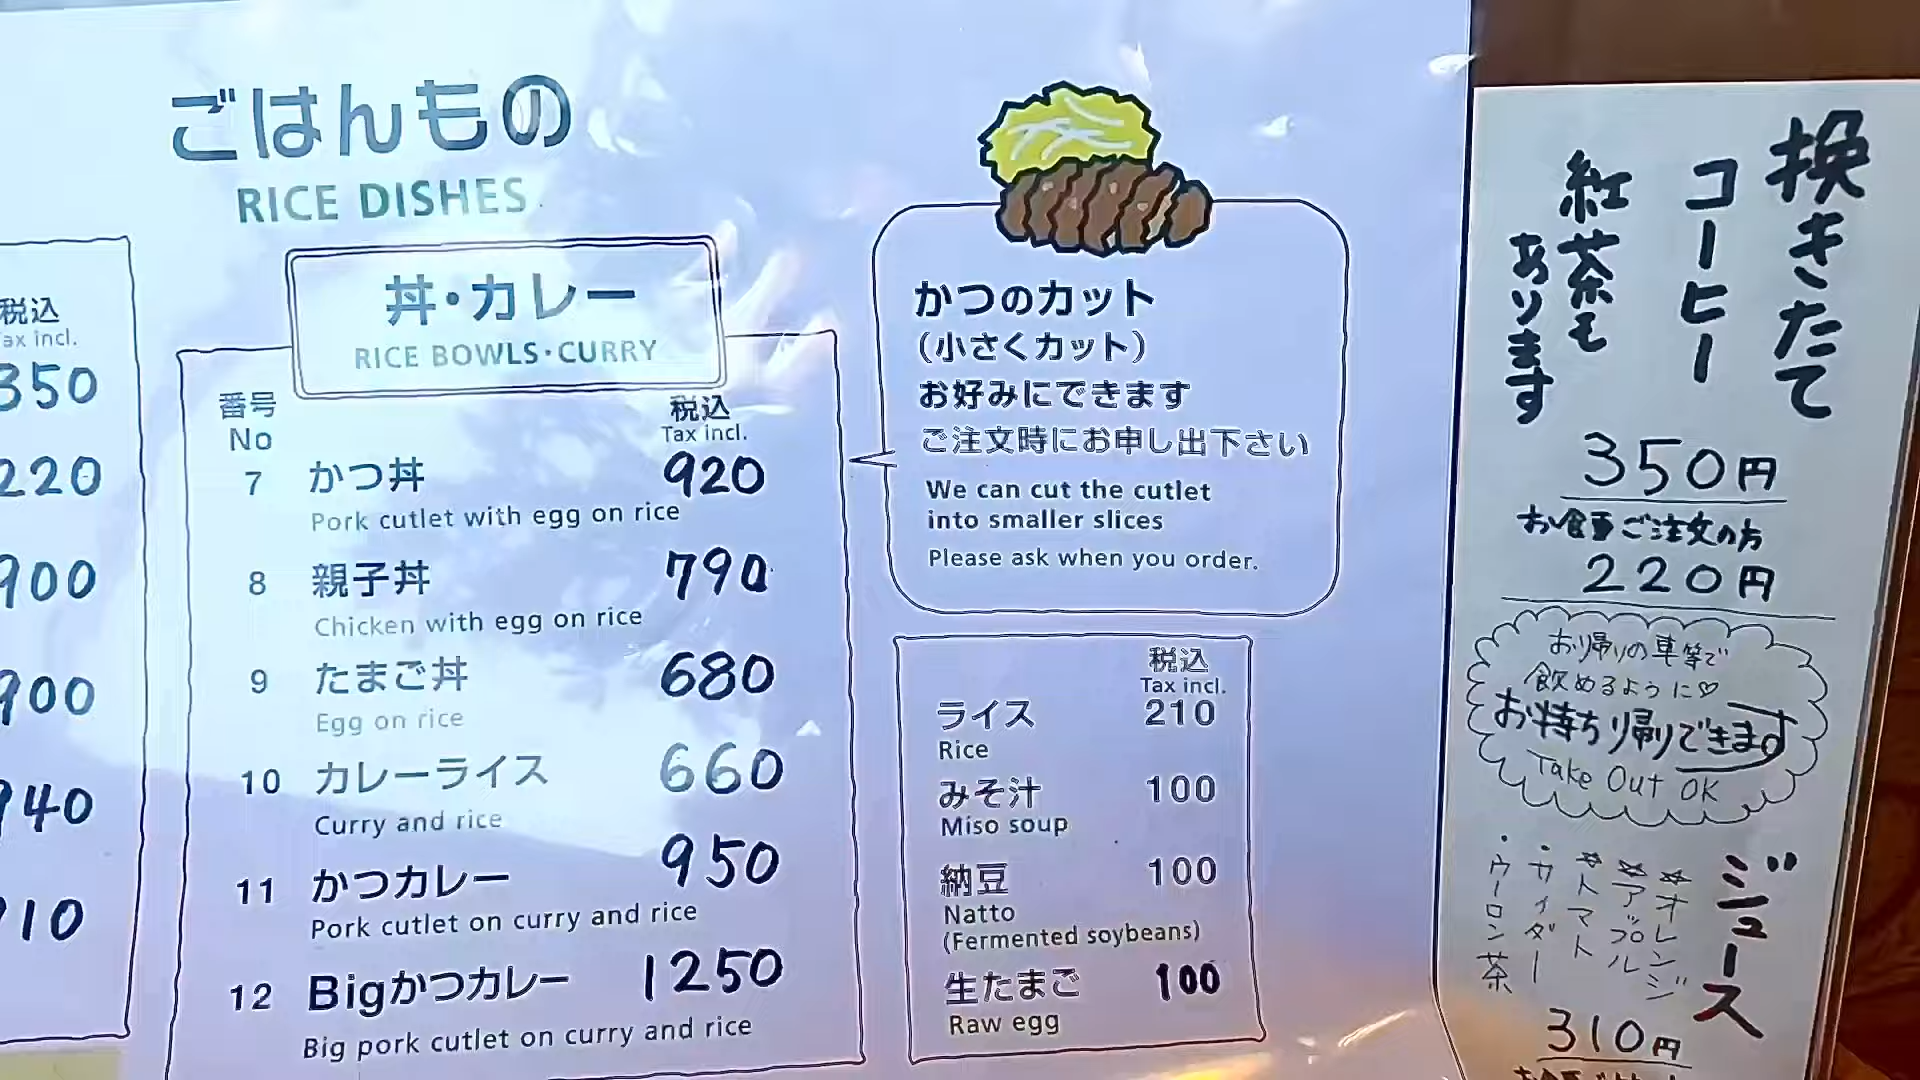 ごはんもの
RICE DISHES
税込
ax incl.
350
220
900
900
940
910
丼・カレー
RICE BOWLS・CURRY
番号
No
税込
Tax incl.
7 かつ丼 920
Pork cutlet with egg on rice
8 親子丼 790
Chicken with egg on rice
9 たまご丼 680
Egg on rice
10 カレーライス 660
Curry and rice
11 かつカレー 950
Pork cutlet on curry and rice
12 Bigかつカレー 1250
Big pork cutlet on curry and rice
かつのカット
（小さくカット）
お好みにできます
ご注文時にお申し出下さい
We can cut the cutlet
into smaller slices
Please ask when you order.
税込
Tax incl.
ライス 210
Rice
みそ汁 100
Miso soup
納豆 100
Natto
(Fermented soybeans)
生たまご 100
Raw egg
挽きたて
コーヒー
紅茶も
あります
350円
お食事ご注文の方
220円
お帰りの車等で
飲めるように♡
お持ち帰りできます
Take Out OK
ジュース
☆オレンジ
☆アップル
☆トマト
・サイダー
・ウーロン茶
310円